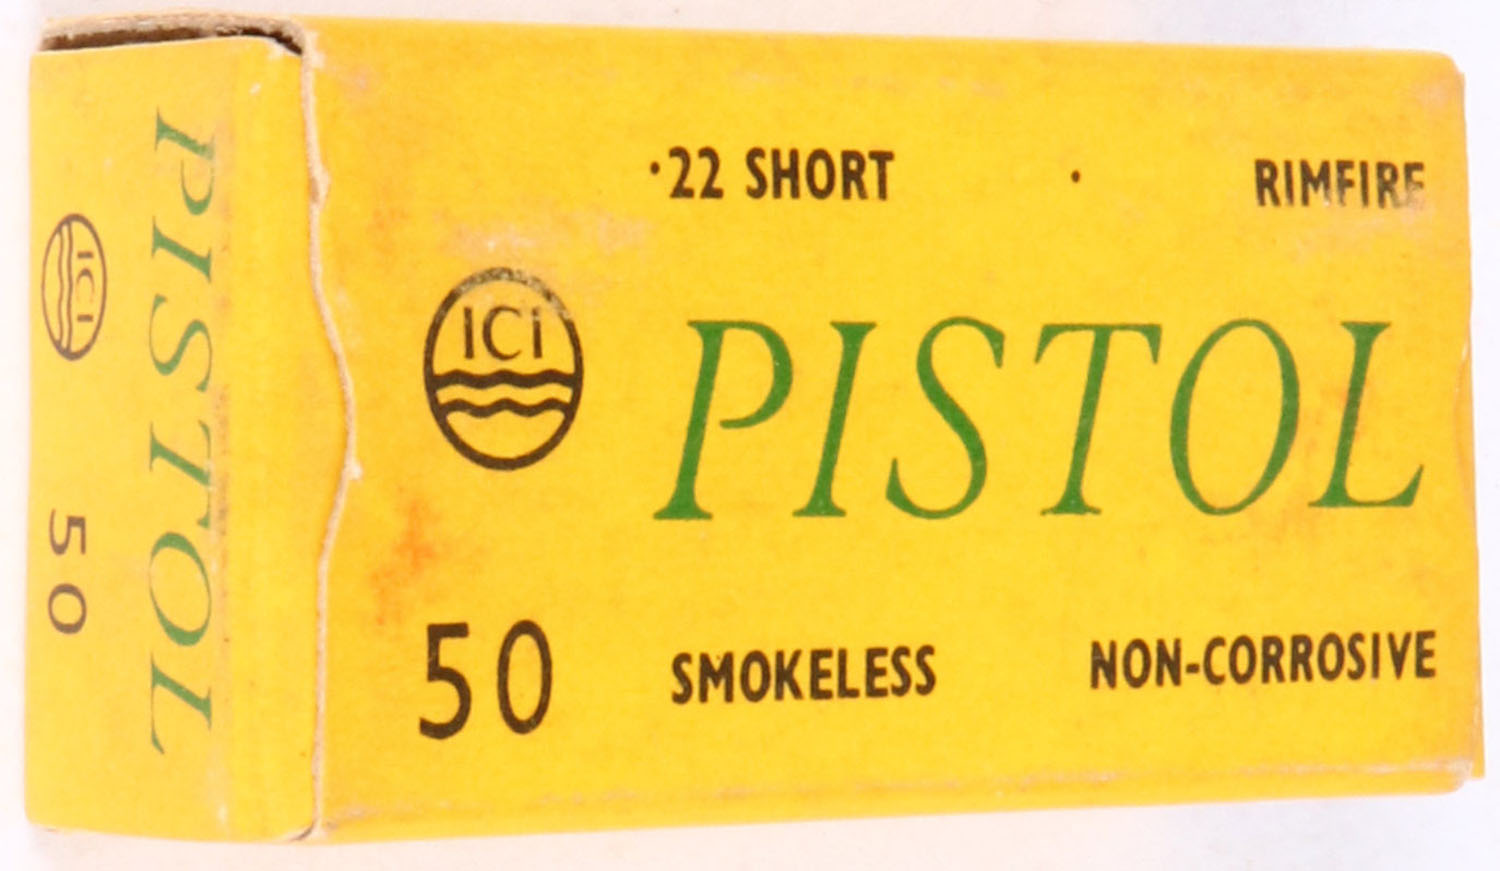 ·22 SHORT · RIMFIRE
ICI
PISTOL
50 SMOKELESS NON-CORROSIVE
PISTOL
ICI 50